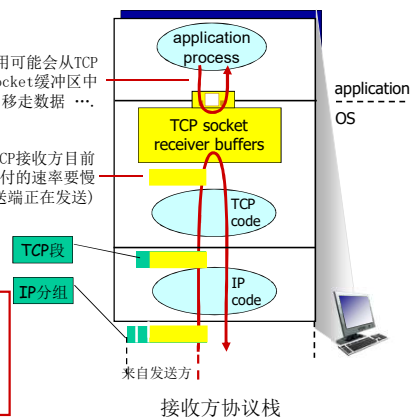 application
process
用可能会从TCP
ocket缓冲区中
移走数据 ….
application
OS
TCP socket
receiver buffers
CP接收方目前
付的速率要慢
送端正在发送)
TCP
code
TCP段
IP
code
IP分组
来自发送方
接收方协议栈